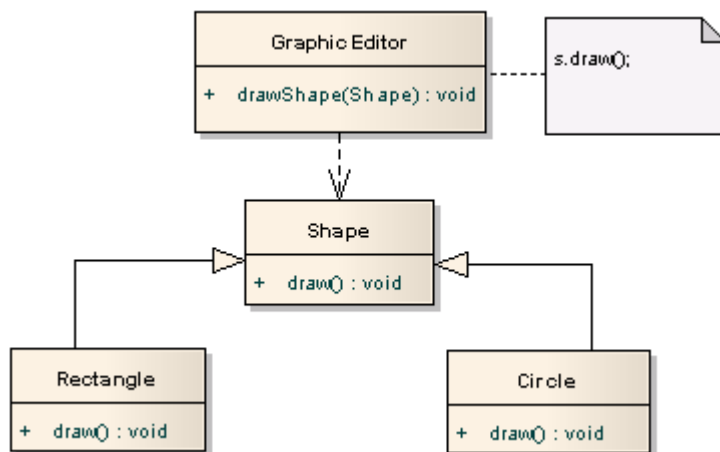 Graphic Editor
+ drawShape(Shape) : void
s.draw();
Shape
+ draw() : void
Rectangle
+ draw() : void
Circle
+ draw() : void